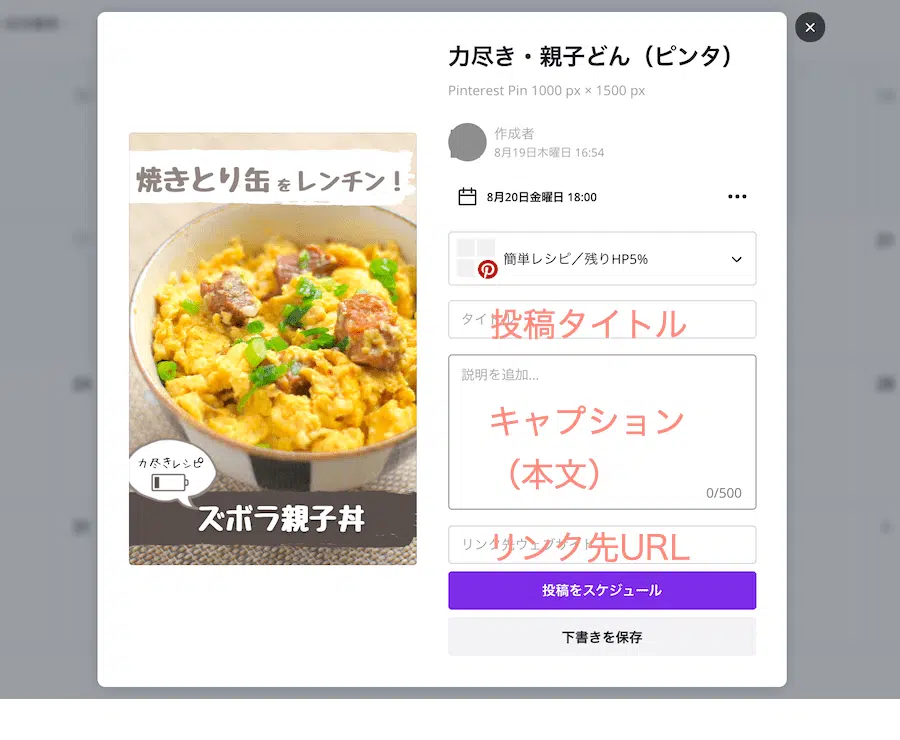 力尽き・親子どん（ピンタ）
Pinterest Pin 1000 px × 1500 px
作成者
8月19日木曜日 16:54
8月20日金曜日 18:00
簡単レシピ／残りHP5%
投稿タイトル
説明を追加...
キャプション
（本文）
0/500
リンク先URL
投稿をスケジュール
下書きを保存
焼きとり缶をレンチン！
力尽きレシピ
ズボラ親子丼